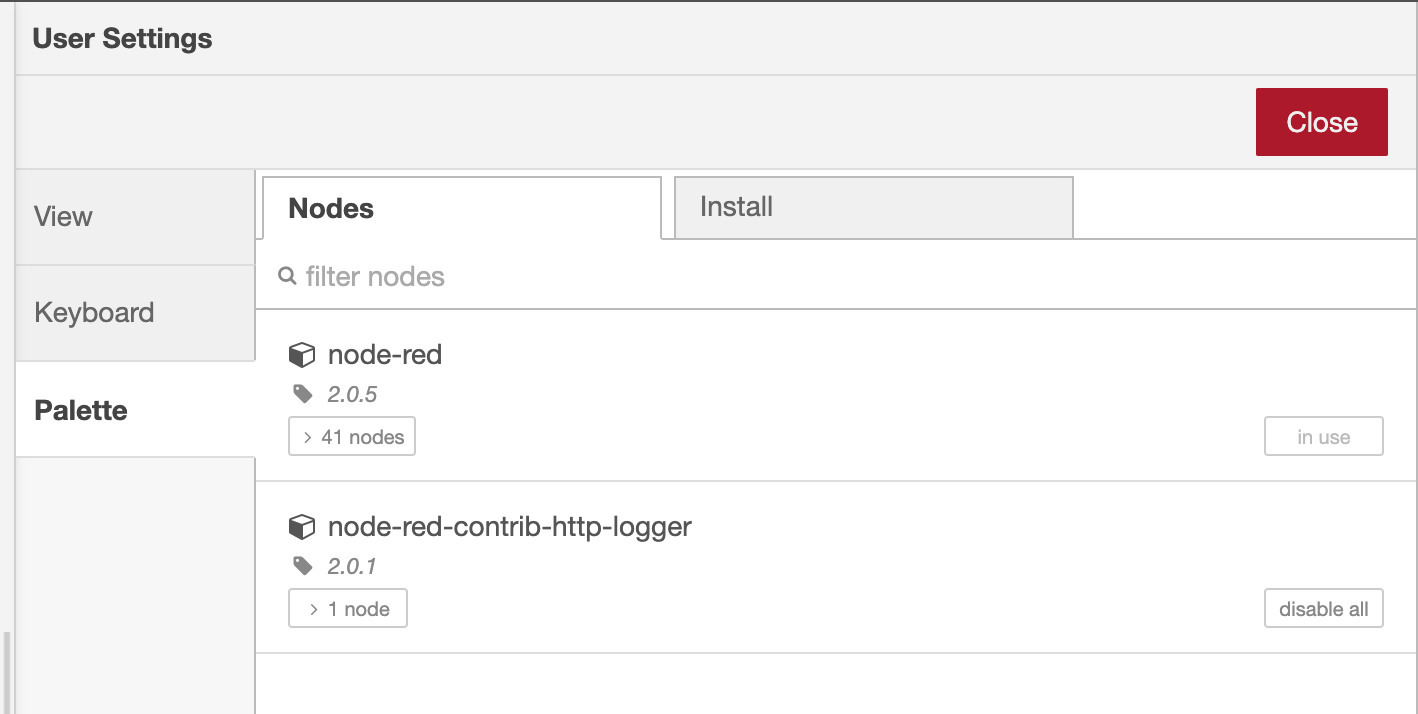 User Settings
Close
View
Keyboard
Palette
Nodes
Install
filter nodes
node-red
2.0.5
> 41 nodes
in use
node-red-contrib-http-logger
2.0.1
> 1 node
disable all